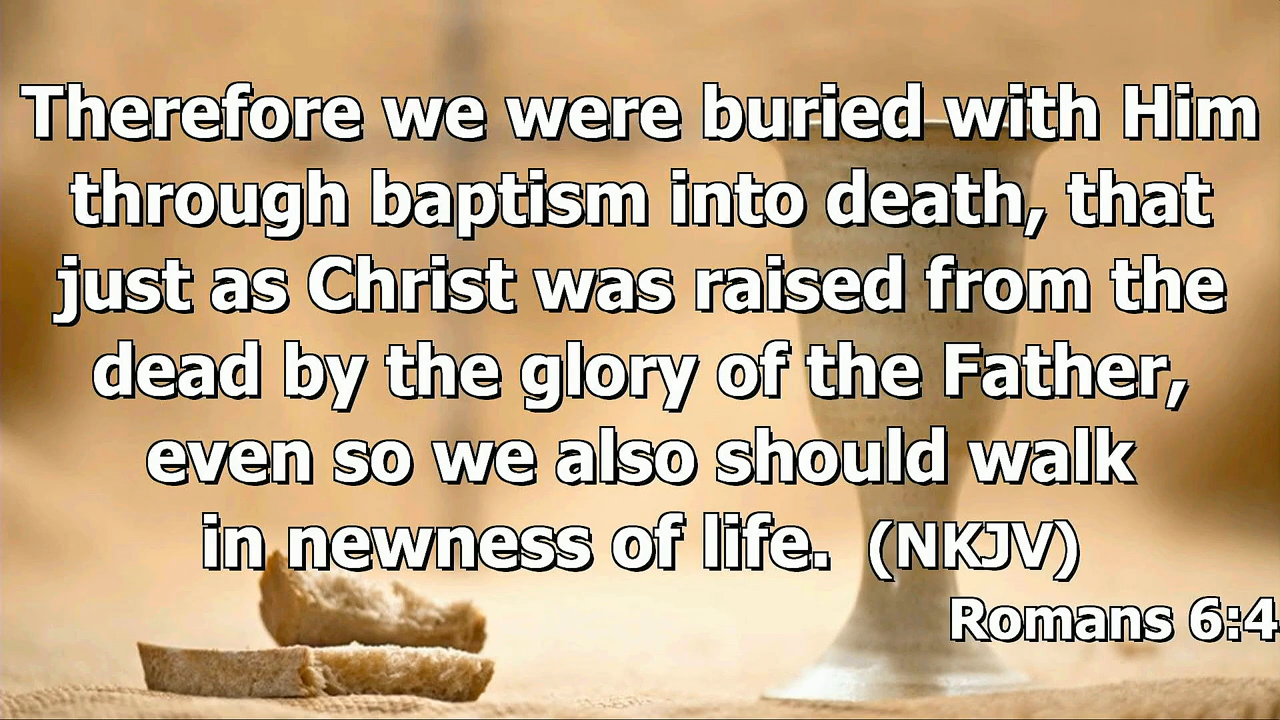 Therefore we were buried with Him
through baptism into death, that
just as Christ was raised from the
dead by the glory of the Father,
even so we also should walk
in newness of life. (NKJV)
Romans 6:4